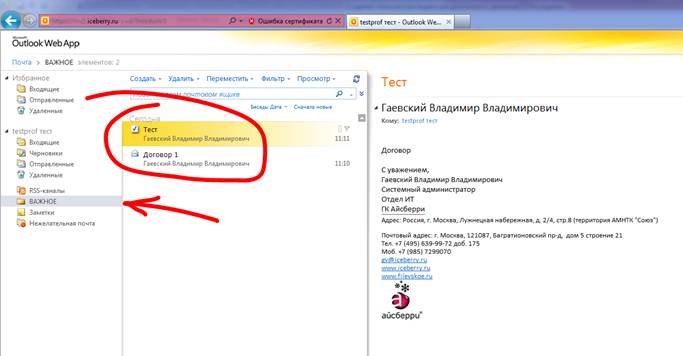 iceberry.ru
Ошибка сертификата
testprof тест - Outlook We...
Microsoft
Outlook Web App
Почта > ВАЖНОЕ элементов: 2
Избранное
Входящие
Отправленные
Удаленные
testprof тест
Входящие
Черновики
Отправленные
Удаленные
RSS-каналы
ВАЖНОЕ
Заметки
Нежелательная почта
Создать Удалить Переместить Фильтр Просмотр
почтовом ящике
Беседы Дата Сначала новые
Сегодня
Тест
Гаевский Владимир Владимирович 11:11
Договор 1
Гаевский Владимир Владимирович 11:10
Тест
Гаевский Владимир Владимирович
Кому: testprof тест
Договор
С уважением,
Гаевский Владимир Владимирович
Системный администратор
Отдел ИТ
ГК Айсберри
Адрес: Россия, г. Москва, Лужнецкая набережная, д. 2/4, стр.8 (территория АМНТК "Союз")
Почтовый адрес: г. Москва, 121087, Багратионовский пр-д, дом 5 строение 21
Тел. +7 (495) 639-99-72 доб. 175
Моб. +7 (985) 7299070
gv@iceberry.ru
www.iceberry.ru
www.filevskoe.ru
айсберри